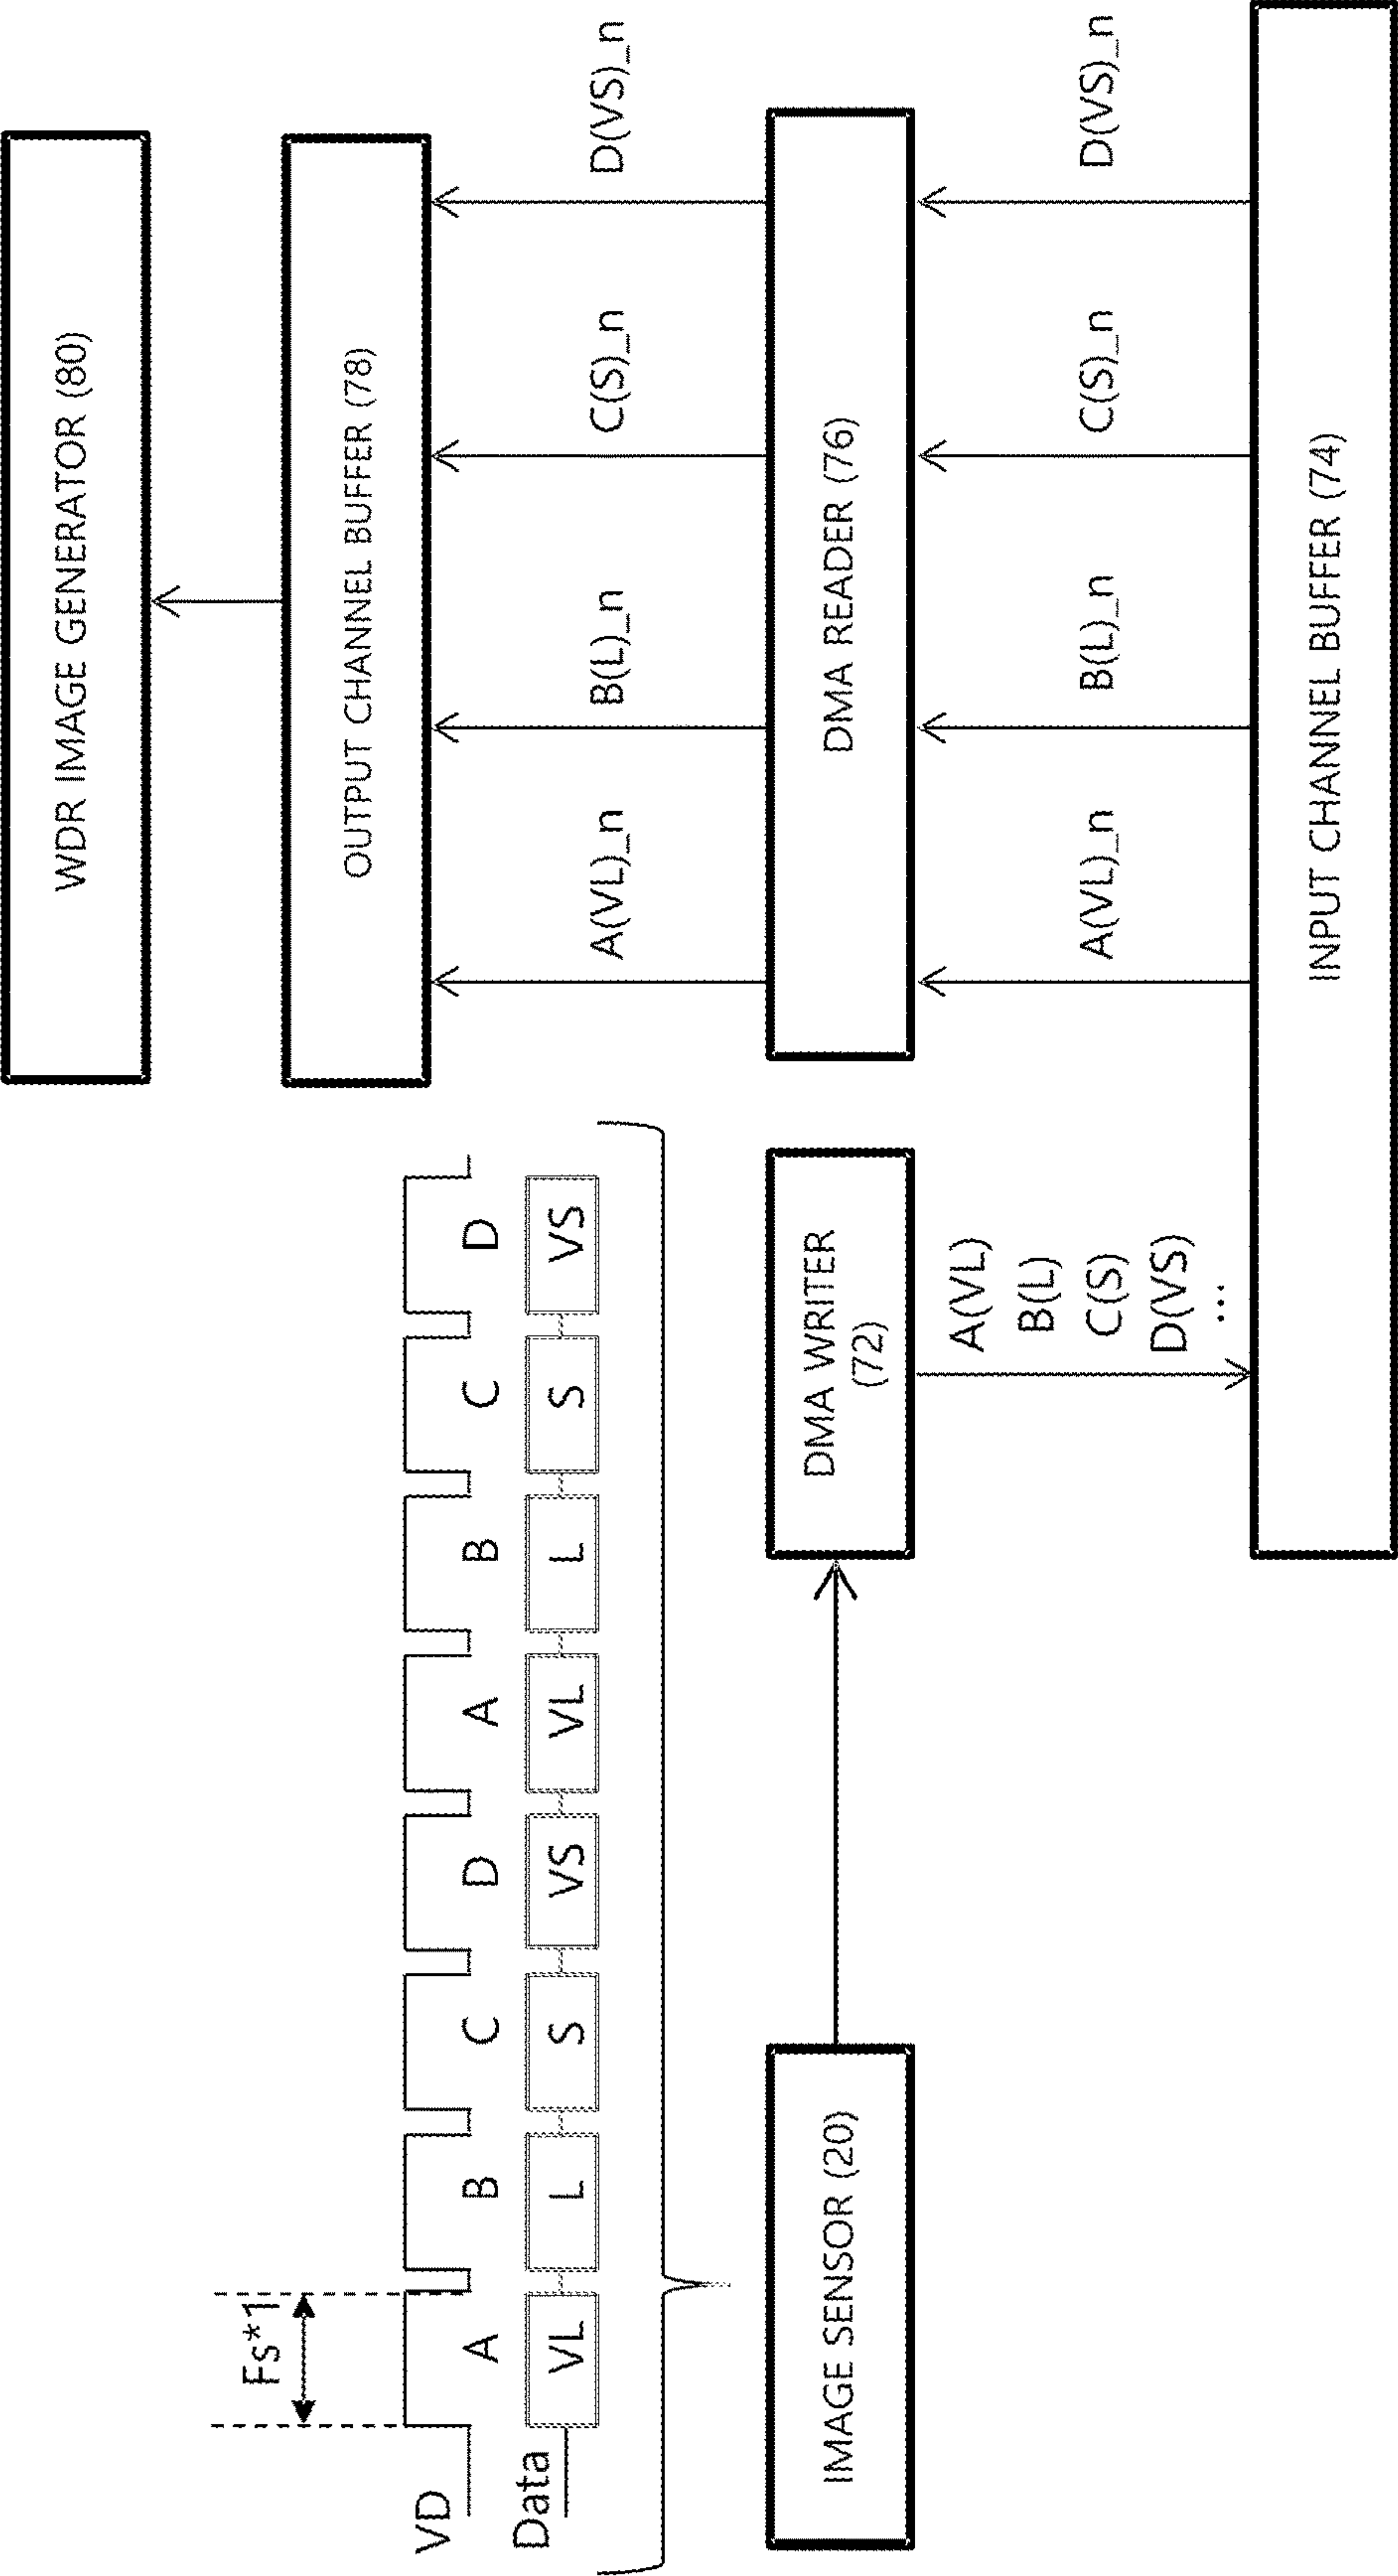 Fs*1
VD
A B C D A B C D
Data
VL L S VS VL L S VS
WDR IMAGE GENERATOR (80)
OUTPUT CHANNEL BUFFER (78)
A(VL)_n
B(L)_n
C(S)_n
D(VS)_n
IMAGE SENSOR (20)
DMA WRITER
(72)
DMA READER (76)
A(VL)
B(L)
C(S)
D(VS)
...
A(VL)_n
B(L)_n
C(S)_n
D(VS)_n
INPUT CHANNEL BUFFER (74)